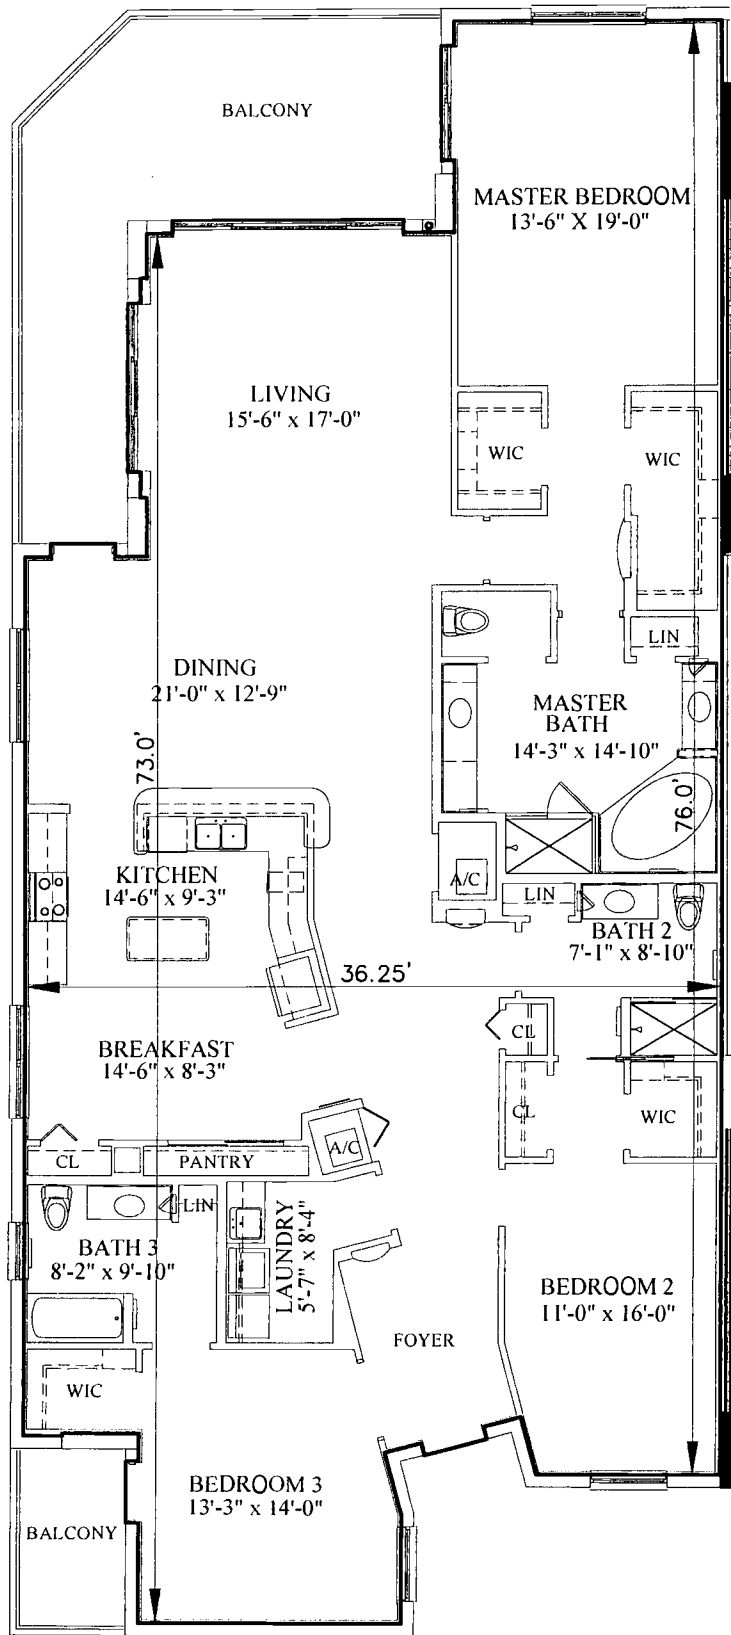 BALCONY
MASTER BEDROOM
13'-6" X 19'-0"
LIVING
15'-6" x 17'-0"
WIC
WIC
LIN
DINING
21'-0" x 12'-9"
MASTER
BATH
14'-3" x 14'-10"
73.0'
76.0'
KITCHEN
14'-6" x 9'-3"
A/C
LIN
BATH 2
7'-1" x 8'-10"
36.25'
CL
BREAKFAST
14'-6" x 8'-3"
CL
WIC
A/C
CL
PANTRY
LIN
LAUNDRY
5'-7" x 8'-4"
BATH 3
8'-2" x 9'-10"
BEDROOM 2
11'-0" x 16'-0"
FOYER
WIC
BEDROOM 3
13'-3" x 14'-0"
BALCONY